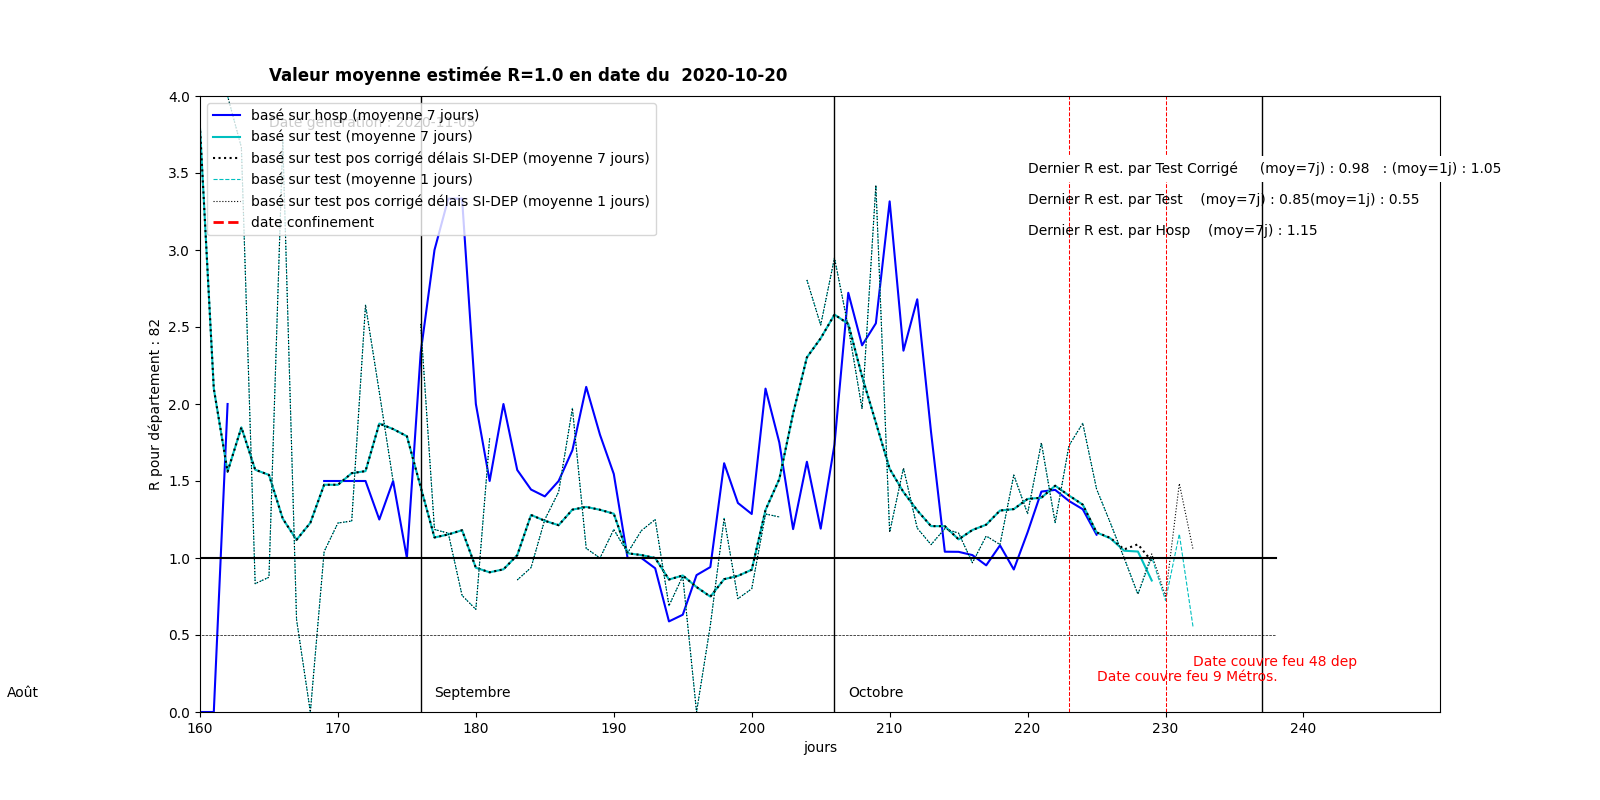 Valeur moyenne estimée R=1.0 en date du  2020-10-20
Date génération : 2020-11-05
basé sur hosp (moyenne 7 jours)
basé sur test (moyenne 7 jours)
basé sur test pos corrigé délais SI-DEP (moyenne 7 jours)
basé sur test (moyenne 1 jours)
basé sur test pos corrigé délais SI-DEP (moyenne 1 jours)
date confinement
Dernier R est. par Test Corrigé     (moy=7j) : 0.98   : (moy=1j) : 1.05
Dernier R est. par Test    (moy=7j) : 0.85(moy=1j) : 0.55
Dernier R est. par Hosp    (moy=7j) : 1.15
4.0
3.5
3.0
2.5
2.0
1.5
1.0
0.5
0.0
R pour département : 82
Date couvre feu 48 dep
Date couvre feu 9 Métros.
Août
Septembre
Octobre
160 170 180 190 200 210 220 230 240
jours